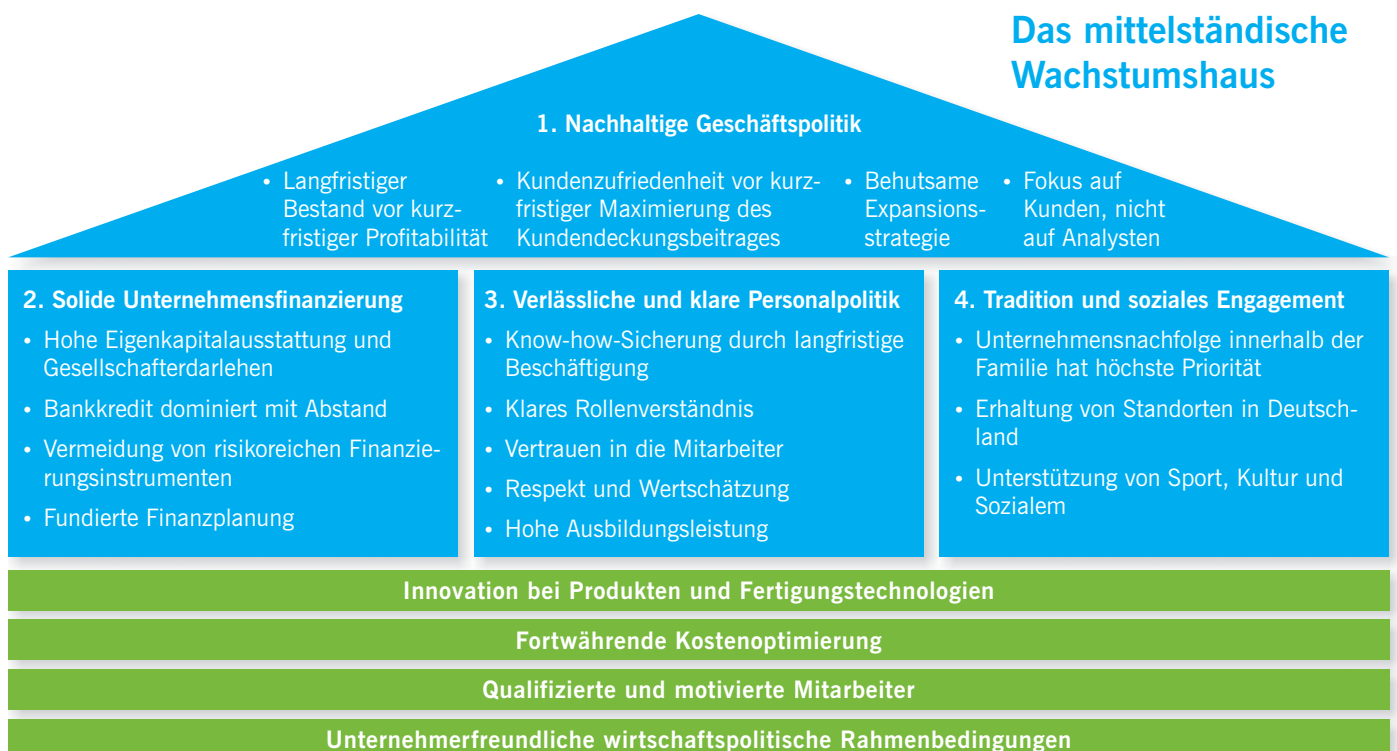 Das mittelständische
Wachstumshaus
1. Nachhaltige Geschäftspolitik
• Langfristiger
Bestand vor kurz-
fristiger Profitabilität
• Kundenzufriedenheit vor kurz-
fristiger Maximierung des
Kundendeckungsbeitrages
• Behutsame
Expansions-
strategie
• Fokus auf
Kunden, nicht
auf Analysten
2. Solide Unternehmensfinanzierung
• Hohe Eigenkapitalausstattung und
Gesellschafterdarlehen
• Bankkredit dominiert mit Abstand
• Vermeidung von risikoreichen Finanzie-
rungsinstrumenten
• Fundierte Finanzplanung
3. Verlässliche und klare Personalpolitik
• Know-how-Sicherung durch langfristige
Beschäftigung
• Klares Rollenverständnis
• Vertrauen in die Mitarbeiter
• Respekt und Wertschätzung
• Hohe Ausbildungsleistung
4. Tradition und soziales Engagement
• Unternehmensnachfolge innerhalb der
Familie hat höchste Priorität
• Erhaltung von Standorten in Deutsch-
land
• Unterstützung von Sport, Kultur und
Sozialem
Innovation bei Produkten und Fertigungstechnologien
Fortwährende Kostenoptimierung
Qualifizierte und motivierte Mitarbeiter
Unternehmerfreundliche wirtschaftspolitische Rahmenbedingungen